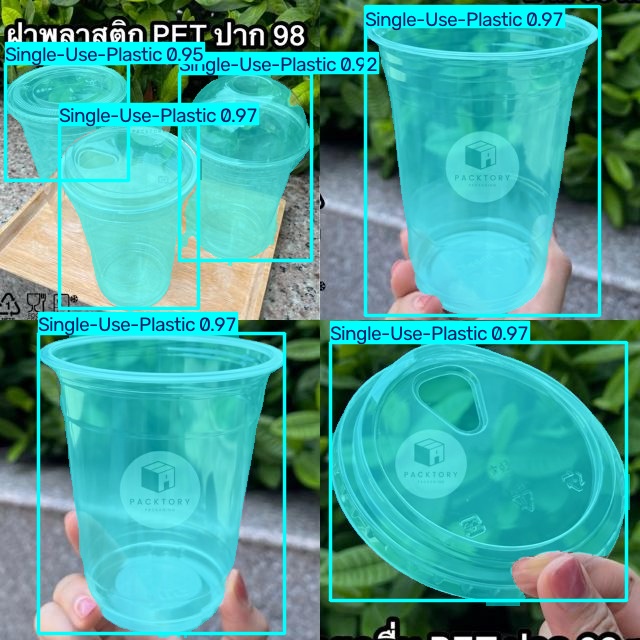 ฝาพลาสติก PET ปาก 98
Single-Use-Plastic 0.95
Single-Use-Plastic 0.92
Single-Use-Plastic 0.97
Single-Use-Plastic 0.97
PACKTORY
Single-Use-Plastic 0.97
PACKTORY
Single-Use-Plastic 0.97
PACKTORY